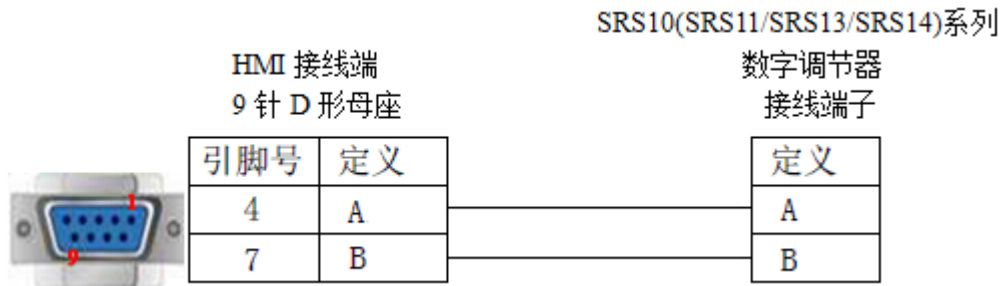 SRS10(SRS11/SRS13/SRS14)系列
HMI 接线端
数字调节器
9 针 D 形母座
接线端子
引脚号 定义
定义
4 A
A
7 B
B
1
9